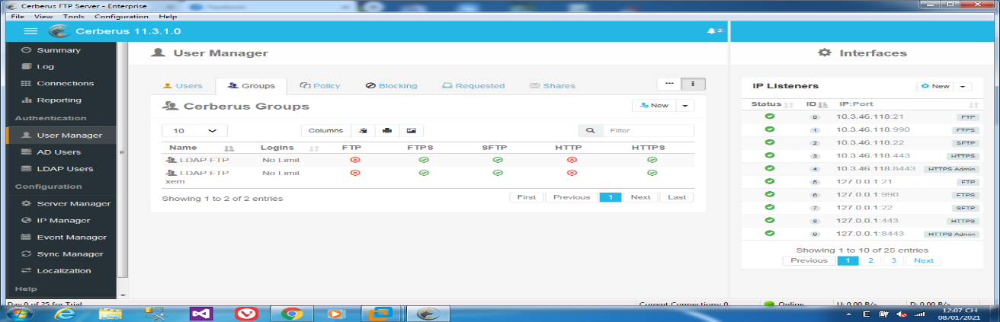 Cerberus FTP Server - Enterprise
File View Tools Configuration Help
Cerberus 11.3.1.0
2
Summary
Log
Connections
Reporting
Authentication
User Manager
AD Users
LDAP Users
Configuration
Server Manager
IP Manager
Event Manager
Sync Manager
Localization
Help
User Manager
Users Groups Policy Blocking Requested Shares
Cerberus Groups
New
10 Columns Filter
Name Logins FTP FTPS SFTP HTTP HTTPS
LDAP FTP No Limit
LDAP FTP No Limit
xem
Showing 1 to 2 of 2 entries First Previous 1 Next Last
Interfaces
IP Listeners New
Status ID IP:Port
0 10.3.46.118:21 FTP
1 10.3.46.118:990 FTPS
2 10.3.46.118:22 SFTP
3 10.3.46.118:443 HTTPS
4 10.3.46.118:8443 HTTPS Admin
5 127.0.0.1:21 FTP
6 127.0.0.1:990 FTPS
7 127.0.0.1:22 SFTP
8 127.0.0.1:443 HTTPS
9 127.0.0.1:8443 HTTPS Admin
Showing 1 to 10 of 25 entries
Previous 1 2 3 Next
Day 0 of 25 for Trial Current Connections: 0 Online U: 0.00 B/s D: 0.00 B/s
E 12:07 CH
08/01/2021